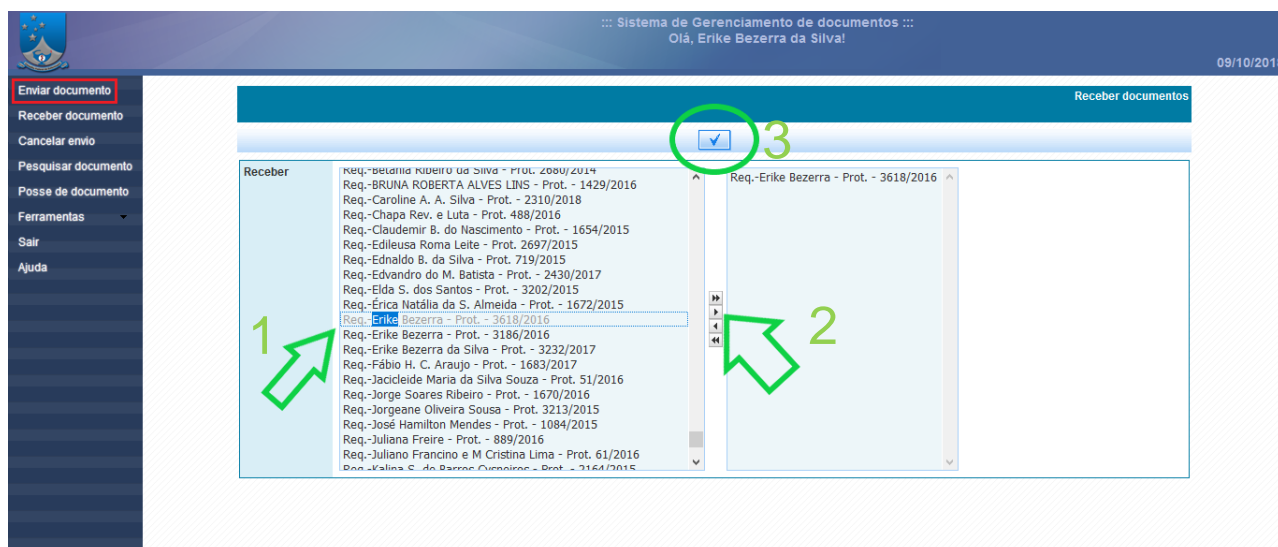 ::: Sistema de Gerenciamento de documentos :::
Olá, Erike Bezerra da Silva!
09/10/201
Enviar documento
Receber documento
Cancelar envio
Pesquisar documento
Posse de documento
Ferramentas
Sair
Ajuda
Receber documentos
3
Receber
Req.-Betania Ribeiro da Silva - Prot. 2680/2014
Req.-BRUNA ROBERTA ALVES LINS - Prot. - 1429/2016
Req.-Caroline A. A. Silva - Prot. - 2310/2018
Req.-Chapa Rev. e Luta - Prot. 488/2016
Req.-Claudemir B. do Nascimento - Prot. - 1654/2015
Req.-Edileusa Roma Leite - Prot. 2697/2015
Req.-Ednaldo B. da Silva - Prot. 719/2015
Req.-Edvandro do M. Batista - Prot. - 2430/2017
Req.-Elda S. dos Santos - Prot. - 3202/2015
Req.-Érica Natália da S. Almeida - Prot. - 1672/2015
Req.-Erike Bezerra - Prot. - 3618/2016
Req.-Erike Bezerra - Prot. - 3186/2016
Req.-Erike Bezerra da Silva - Prot. - 3232/2017
Req.-Fábio H. C. Araujo - Prot. - 1683/2017
Req.-Jacicleide Maria da Silva Souza - Prot. 51/2016
Req.-Jorge Soares Ribeiro - Prot. - 1670/2016
Req.-Jorgeane Oliveira Sousa - Prot. 3213/2015
Req.-José Hamilton Mendes - Prot. - 1084/2015
Req.-Juliana Freire - Prot. - 889/2016
Req.-Juliano Francino e M Cristina Lima - Prot. 61/2016
Req.-Kalina S. de Barros Cysneiros - Prot. - 2164/2015
1
2
Req.-Erike Bezerra - Prot. - 3618/2016